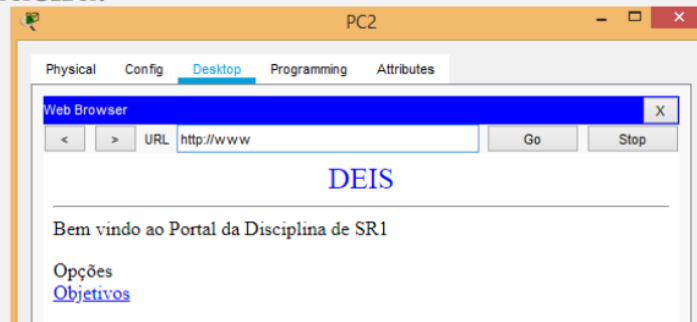 PC2
Physical Config Desktop Programming Attributes
Web Browser
X
< > URL http://www Go Stop
DEIS
Bem vindo ao Portal da Disciplina de SR1
Opções
Objetivos